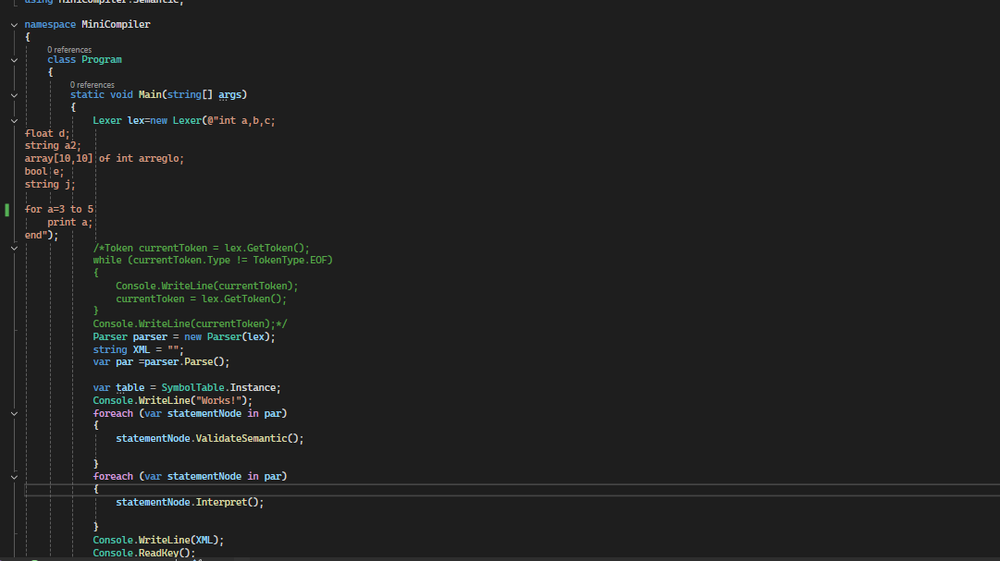 using MiniCompiler.Semantic;
namespace MiniCompiler
{
0 references
class Program
{
0 references
static void Main(string[] args)
{
Lexer lex=new Lexer(@"int a,b,c;
float d;
string a2;
array[10,10] of int arreglo;
bool e;
string j;
for a=3 to 5
print a;
end");
/*Token currentToken = lex.GetToken();
while (currentToken.Type != TokenType.EOF)
{
Console.WriteLine(currentToken);
currentToken = lex.GetToken();
}
Console.WriteLine(currentToken);*/
Parser parser = new Parser(lex);
string XML = "";
var par =parser.Parse();
var table = SymbolTable.Instance;
Console.WriteLine("Works!");
foreach (var statementNode in par)
{
statementNode.ValidateSemantic();
}
foreach (var statementNode in par)
{
statementNode.Interpret();
}
Console.WriteLine(XML);
Console.ReadKey();